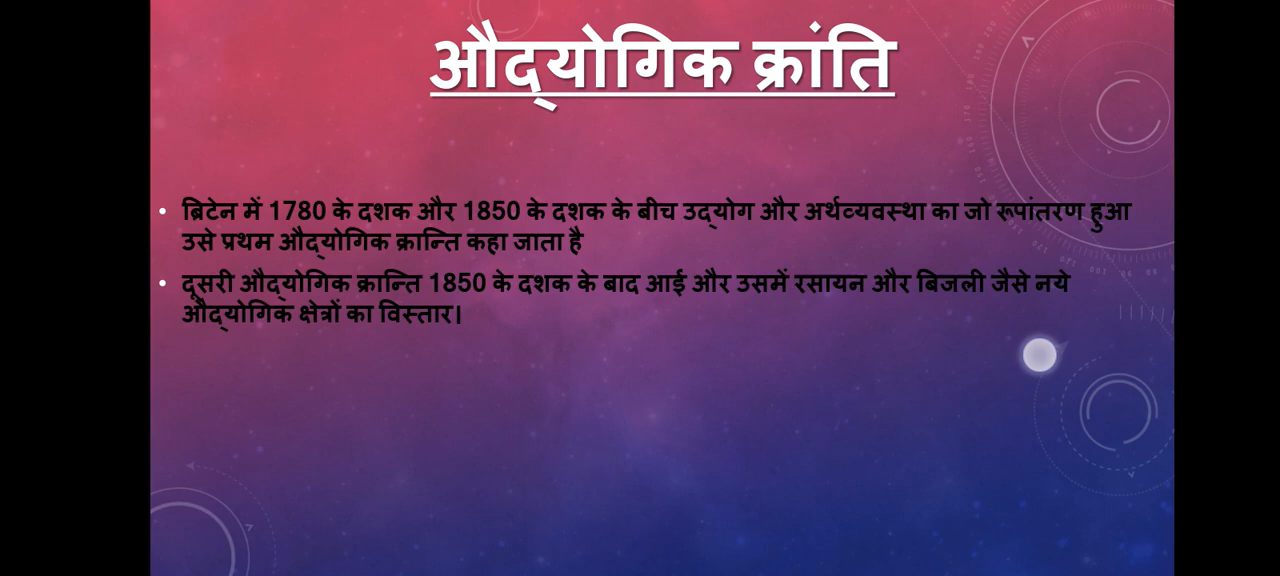 औद्योगिक क्रांति
• ब्रिटेन में 1780 के दशक और 1850 के दशक के बीच उद्योग और अर्थव्यवस्था का जो रूपांतरण हुआ
उसे प्रथम औद्योगिक क्रान्ति कहा जाता है
• दूसरी औद्योगिक क्रान्ति 1850 के दशक के बाद आई और उसमें रसायन और बिजली जैसे नये
औद्योगिक क्षेत्रों का विस्तार।